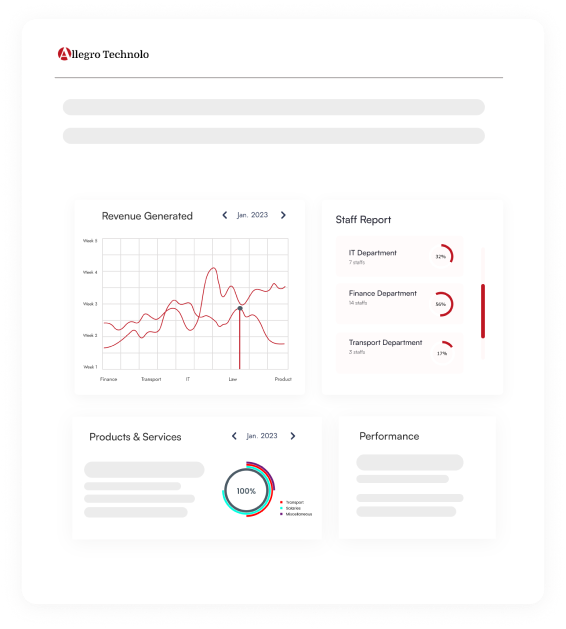 Allegro Technolo
Revenue Generated
Jan. 2023
Week 5
Week 4
Week 3
Week 2
Week 1
Finance Transport IT Law Product
Staff Report
IT Department
7 staffs
32%
Finance Department
14 staffs
56%
Transport Department
3 staffs
17%
Products & Services
Jan. 2023
100%
Transport
Salaries
Miscellaneous
Performance